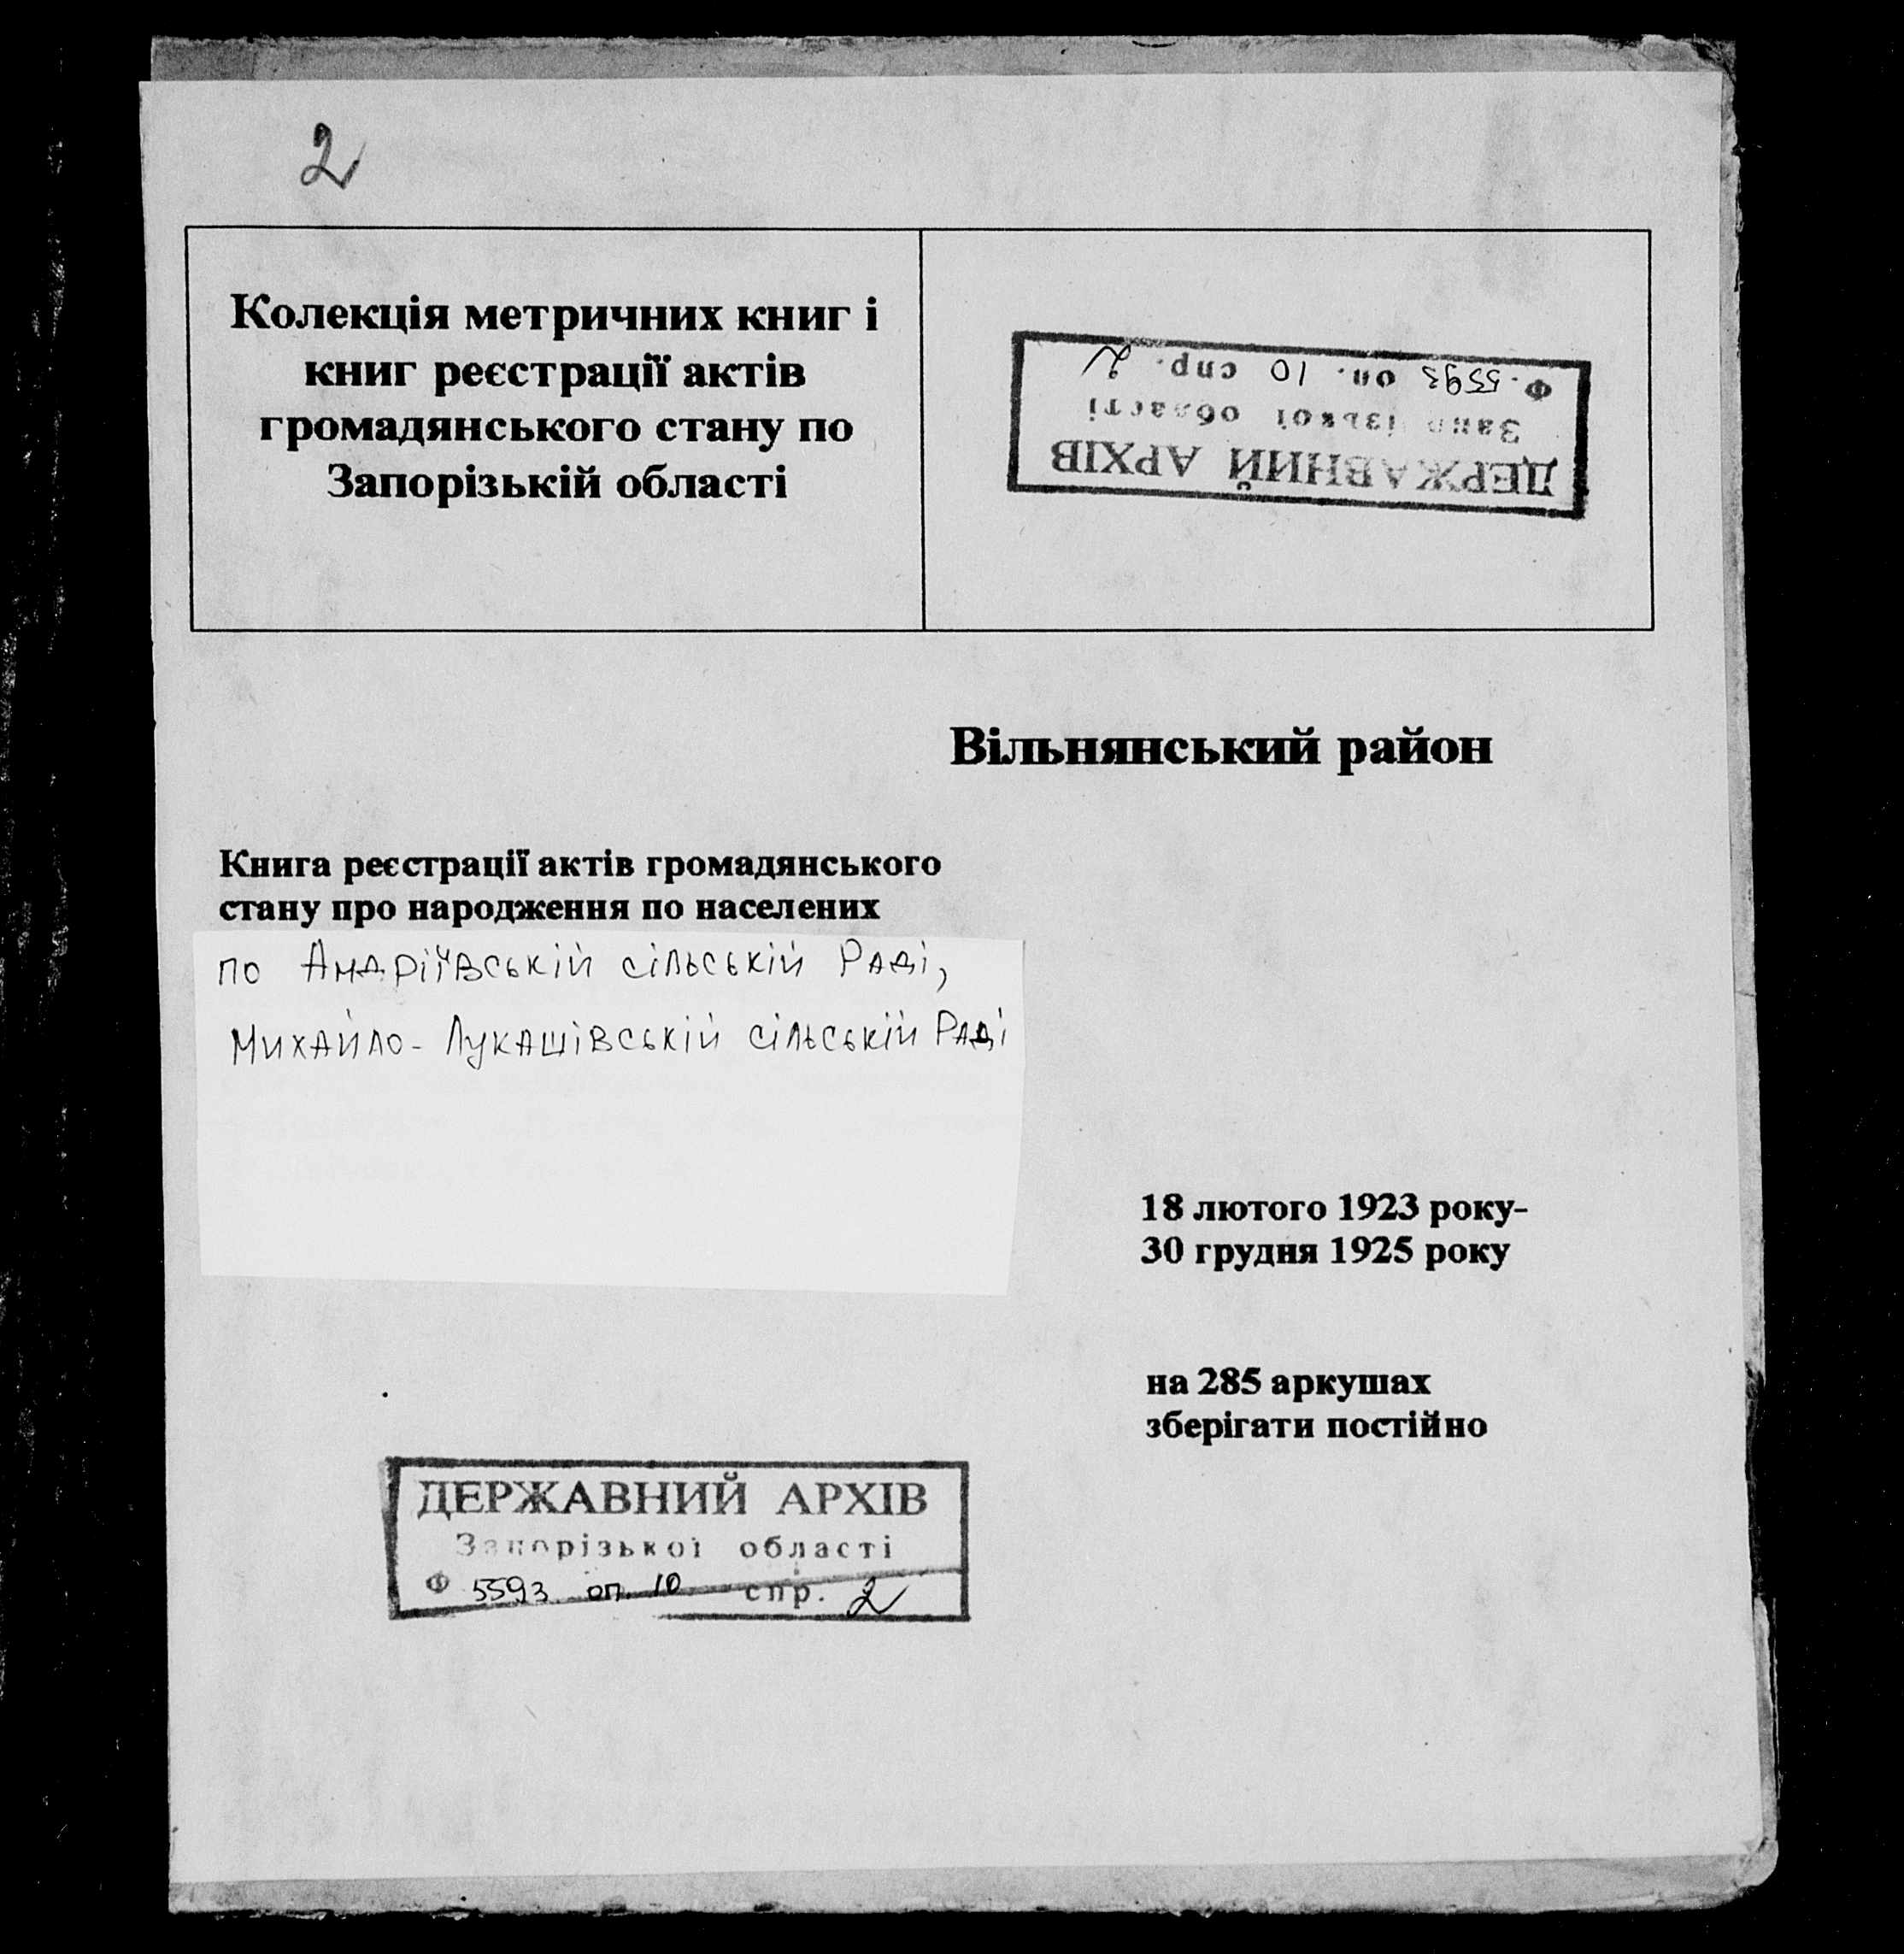 2
Колекція метричних книг і
книг реєстрації актів
громадянського стану по
Запорізькій області
ДЕРЖАВНИЙ АРХІВ
Запорізької області
Ф. 5593 оп. 10 спр. 2
Вільнянський район
Книга реєстрації актів громадянського
стану про народження по населених
по Андріївській сільській Раді,
Михайло-Лукашівській сільській Раді
18 лютого 1923 року-
30 грудня 1925 року
на 285 аркушах
зберігати постійно
ДЕРЖАВНИЙ АРХІВ
Запорізької області
Ф 5593 оп. 10 спр. 2